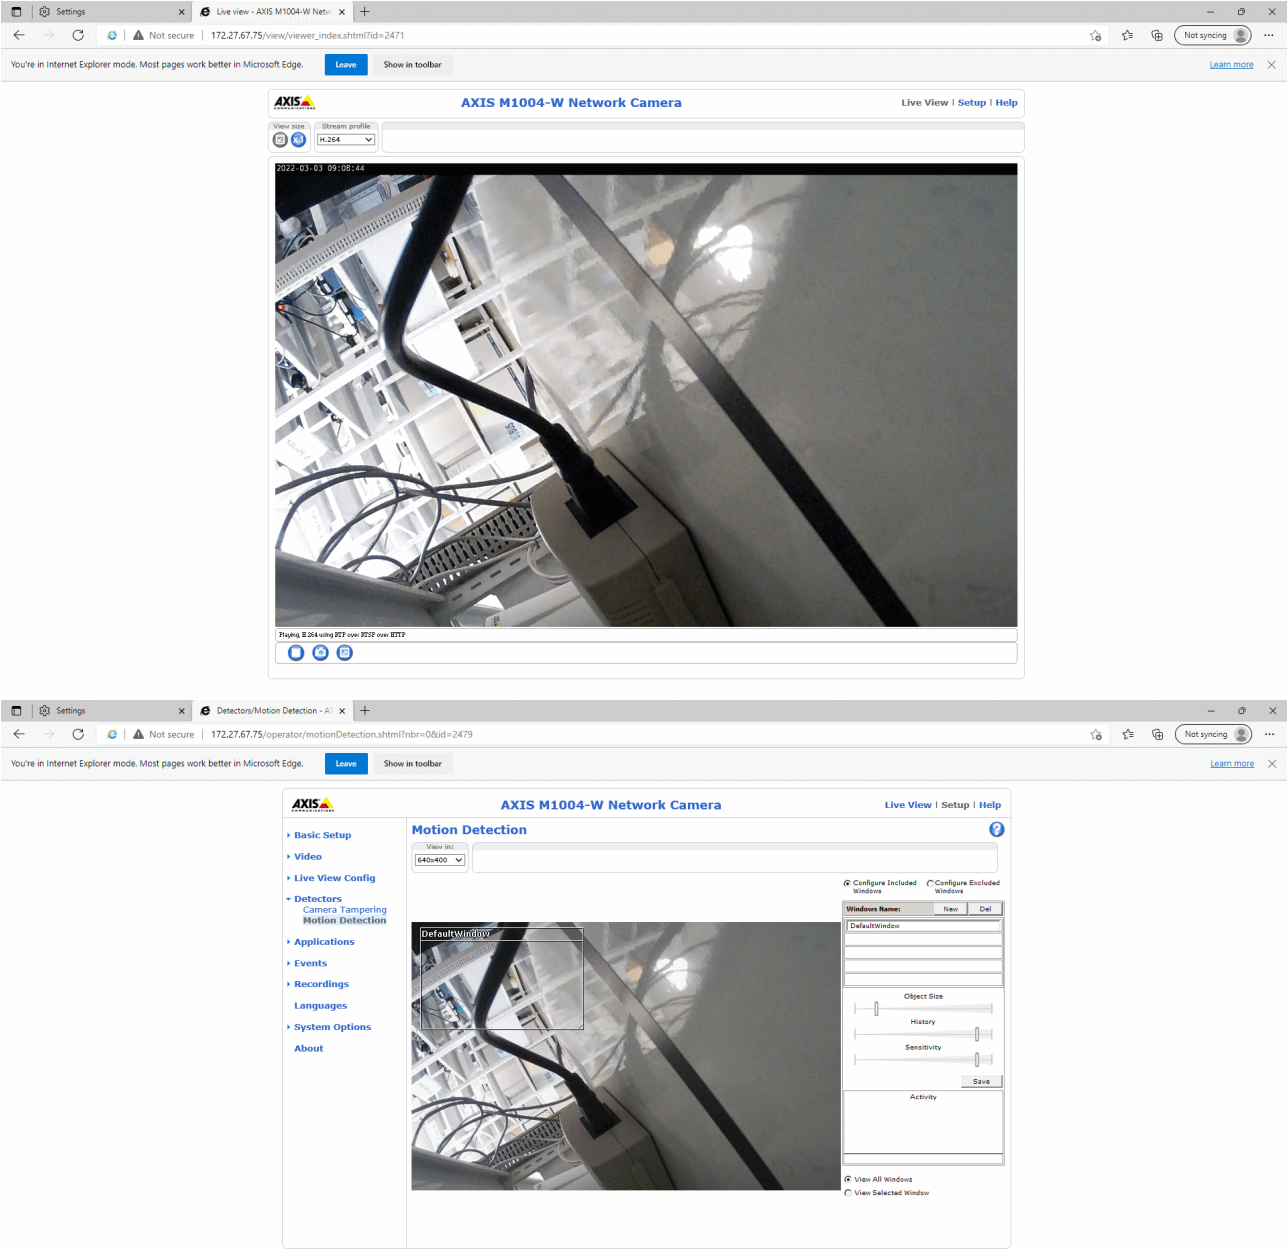 Settings
Live view - AXIS M1004-W Netw
Not secure
172.27.67.75/view/viewer_index.shtml?id=2471
Not syncing
You're in Internet Explorer mode. Most pages work better in Microsoft Edge.
Leave
Show in toolbar
Learn more
AXIS
COMMUNICATIONS
AXIS M1004-W Network Camera
Live View | Setup | Help
View size
Stream profile
H.264
2022-03-03 09:08:44
Playing, H.264 using RTP over RTSP over HTTP
Settings
Detectors/Motion Detection - A
Not secure
172.27.67.75/operator/motionDetection.shtml?nbr=0&id=2479
Not syncing
You're in Internet Explorer mode. Most pages work better in Microsoft Edge.
Leave
Show in toolbar
Learn more
AXIS
COMMUNICATIONS
AXIS M1004-W Network Camera
Live View | Setup | Help
Basic Setup
Video
Live View Config
Detectors
Camera Tampering
Motion Detection
Applications
Events
Recordings
Languages
System Options
About
Motion Detection
View in:
640x400
Configure Included Windows
Configure Excluded Windows
Windows Name:
New
Del
DefaultWindow
DefaultWindow
Object Size
History
Sensitivity
Save
Activity
View All Windows
View Selected Window